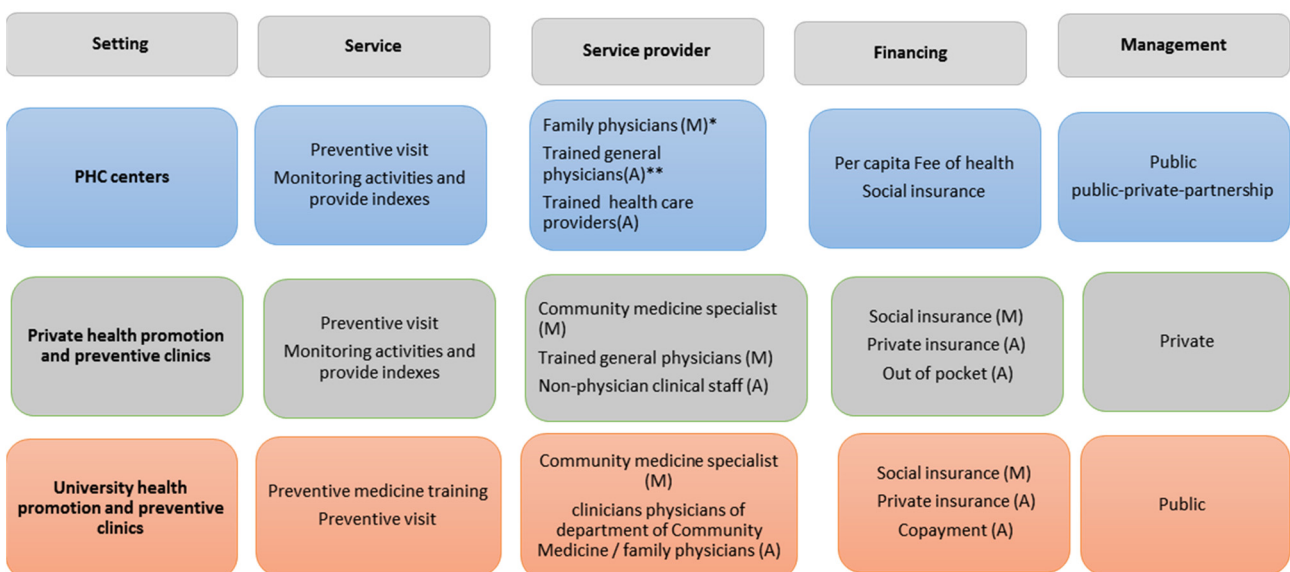 Setting
Service
Service provider
Financing
Management
PHC centers
Preventive visit
Monitoring activities and
provide indexes
Family physicians (M)*
Trained general
physicians(A)**
Trained health care
providers(A)
Per capita Fee of health
Social insurance
Public
public-private-partnership
Private health promotion
and preventive clinics
Preventive visit
Monitoring activities and
provide indexes
Community medicine specialist
(M)
Trained general physicians (M)
Non-physician clinical staff (A)
Social insurance (M)
Private insurance (A)
Out of pocket (A)
Private
University health
promotion and preventive
clinics
Preventive medicine training
Preventive visit
Community medicine specialist
(M)
clinicians physicians of
department of Community
Medicine / family physicians (A)
Social insurance (M)
Private insurance (A)
Copayment (A)
Public